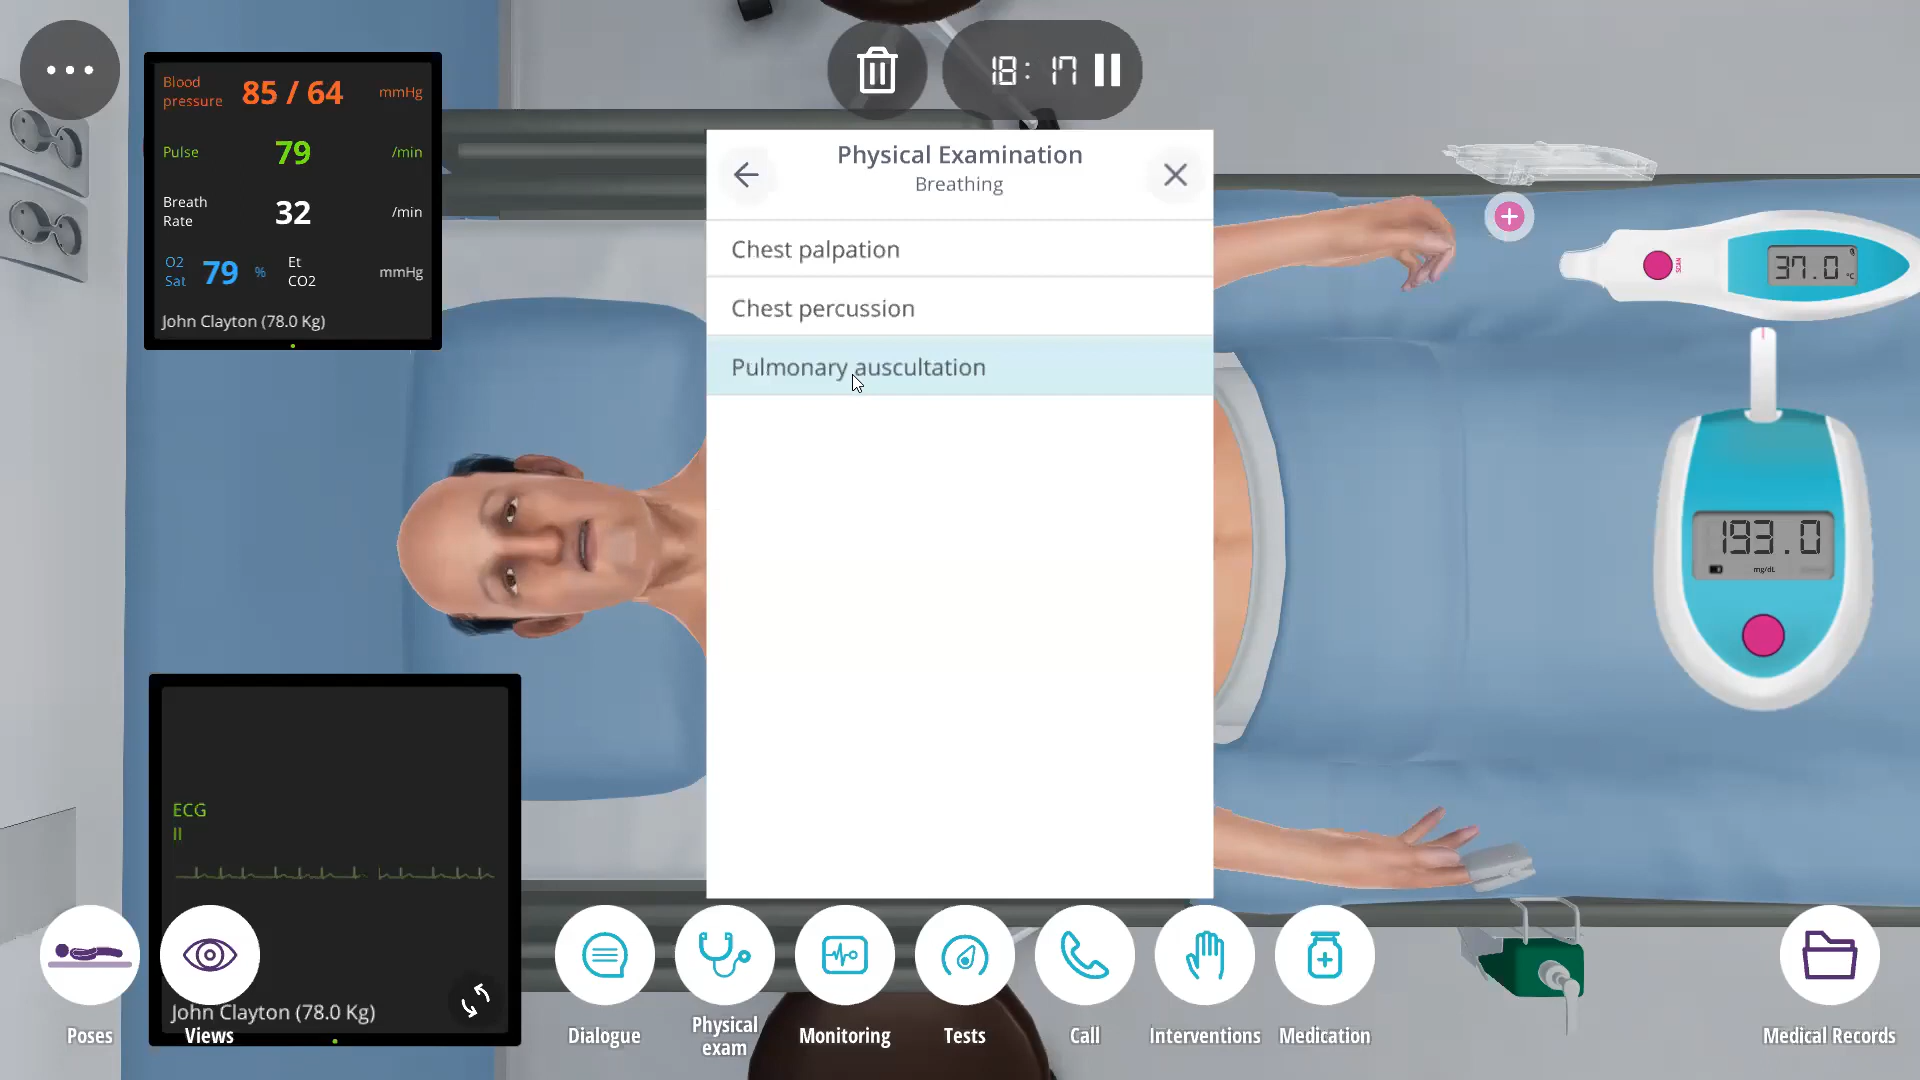 18: 17
Blood
pressure 85 / 64 mmHg
Pulse 79 /min
Breath
Rate 32 /min
O2
Sat 79 % Et
CO2 mmHg
John Clayton (78.0 Kg)
Physical Examination
Breathing
Chest palpation
Chest percussion
Pulmonary auscultation
SCAN
37.0 °C
193.0
mg/dL
ECG
II
John Clayton (78.0 Kg)
Poses
Views
Dialogue
Physical
exam
Monitoring
Tests
Call
Interventions
Medication
Medical Records